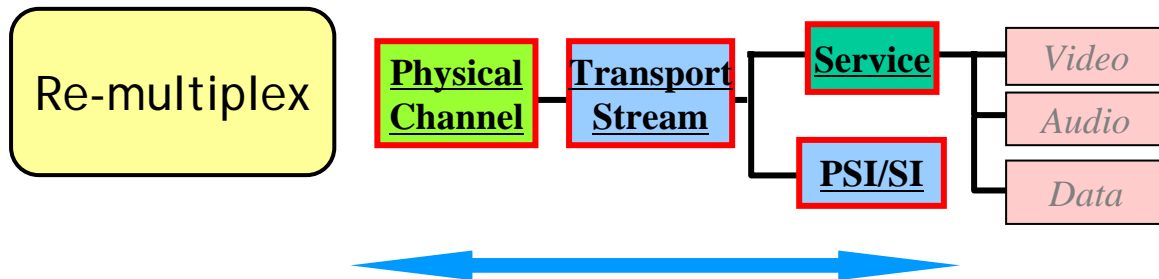 Re-multiplex
Physical
Channel
Transport
Stream
Service
PSI/SI
Video
Audio
Data